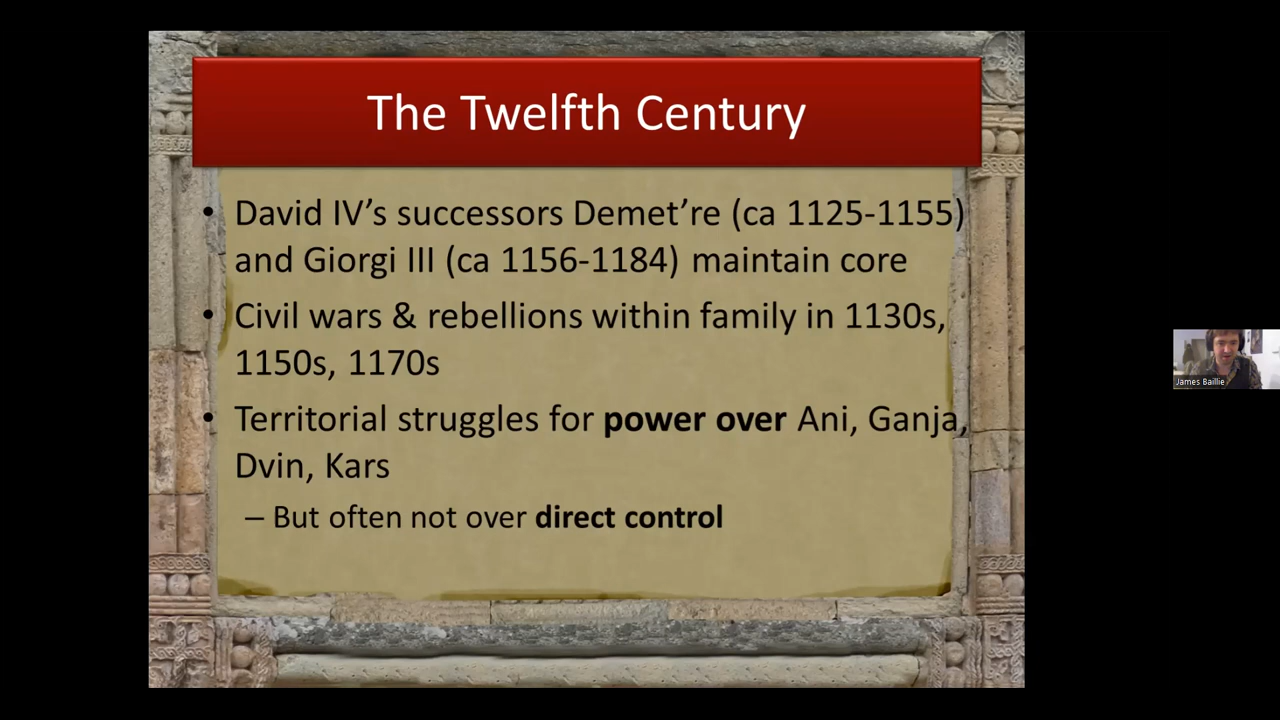 The Twelfth Century
• David IV’s successors Demet’re (ca 1125-1155)
and Giorgi III (ca 1156-1184) maintain core
• Civil wars & rebellions within family in 1130s,
1150s, 1170s
• Territorial struggles for power over Ani, Ganja,
Dvin, Kars
– But often not over direct control
James Baillie